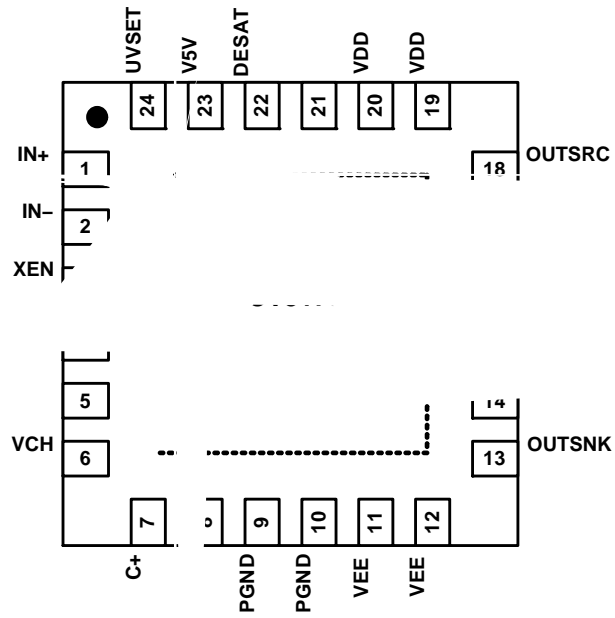 UVSET
V5V
DESAT
VDD
VDD
24
23
22
21
20
19
IN+
1
18
OUTSRC
IN–
2
XEN
5
14
VCH
6
13
OUTSNK
7
9
10
11
12
C+
PGND
PGND
VEE
VEE